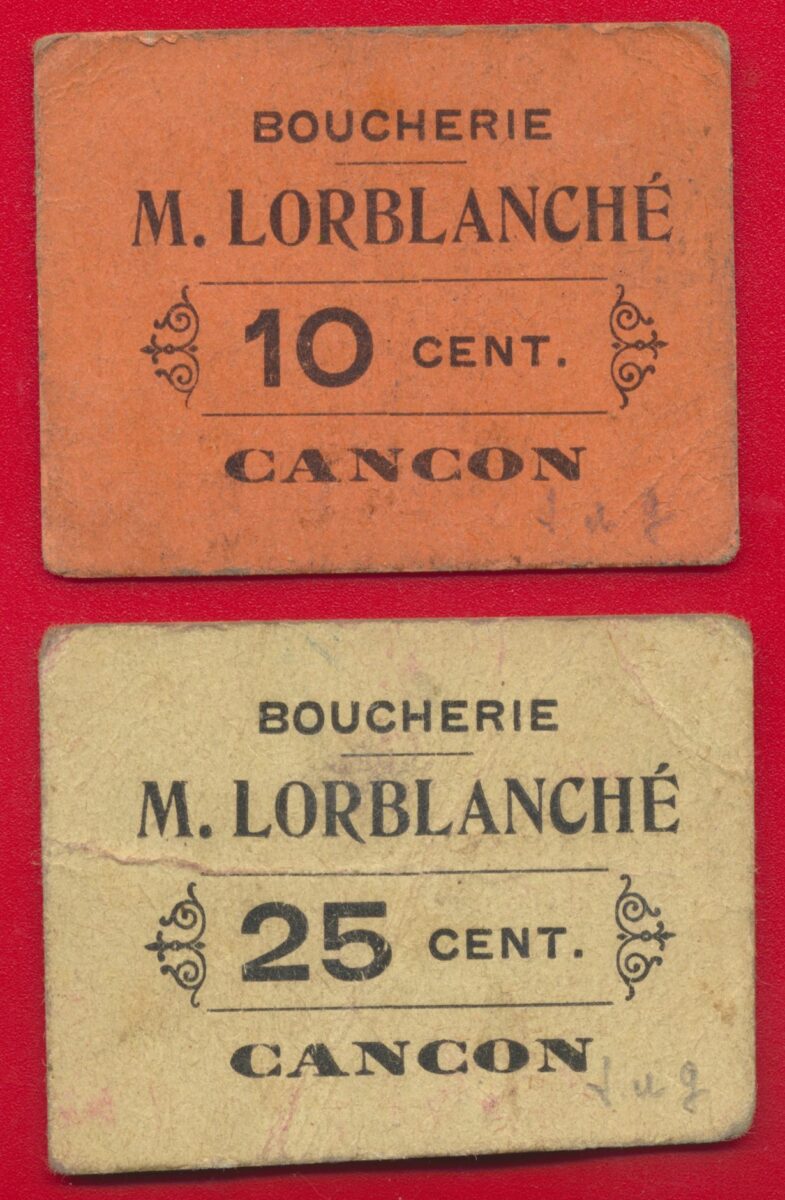 BOUCHERIE
M. LORBLANCHÉ
10 CENT.
CANCON
BOUCHERIE
M. LORBLANCHÉ
25 CENT.
CANCON